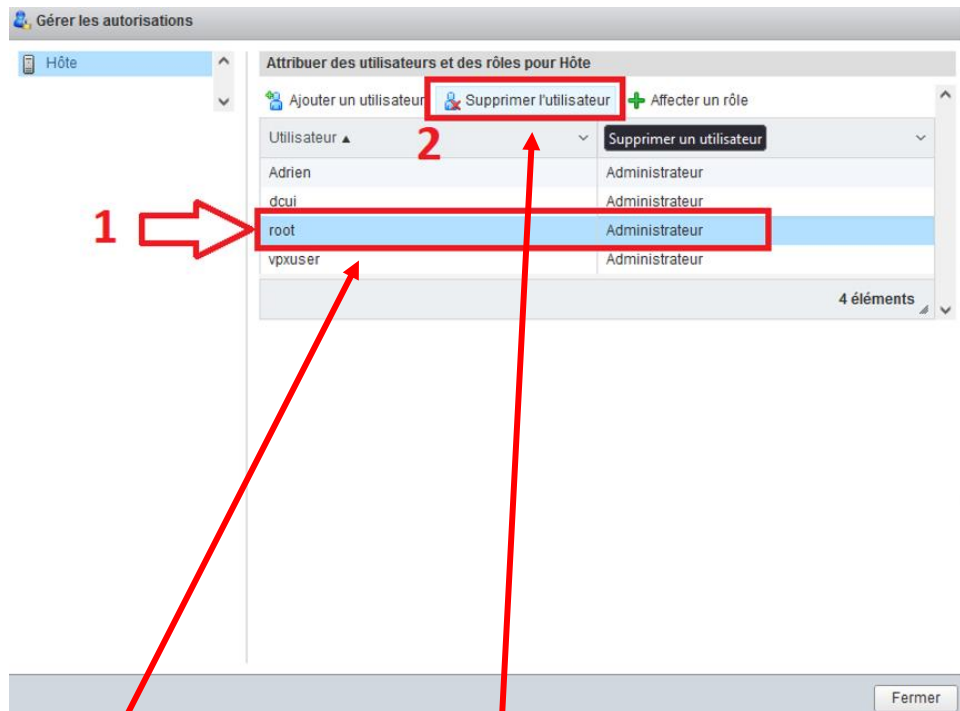 Gérer les autorisations
Hôte
Attribuer des utilisateurs et des rôles pour Hôte
Ajouter un utilisateur Supprimer l'utilisateur Affecter un rôle
Utilisateur 2 Supprimer un utilisateur
Adrien Administrateur
dcui Administrateur
1 root Administrateur
vpxuser Administrateur
4 éléments
Fermer